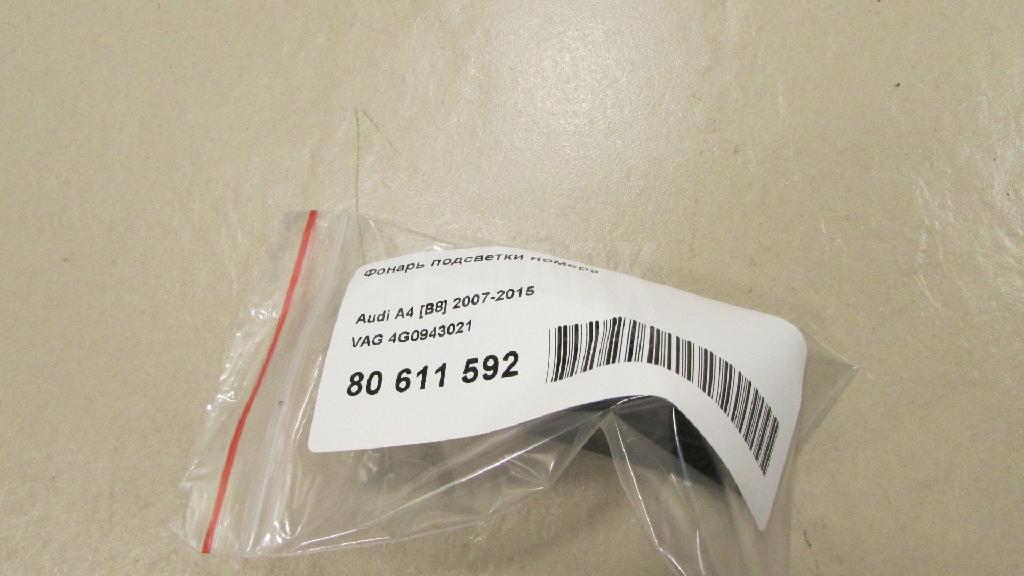 Фонарь подсветки номера
Audi A4 [B8] 2007-2015
VAG 4G0943021
80 611 592